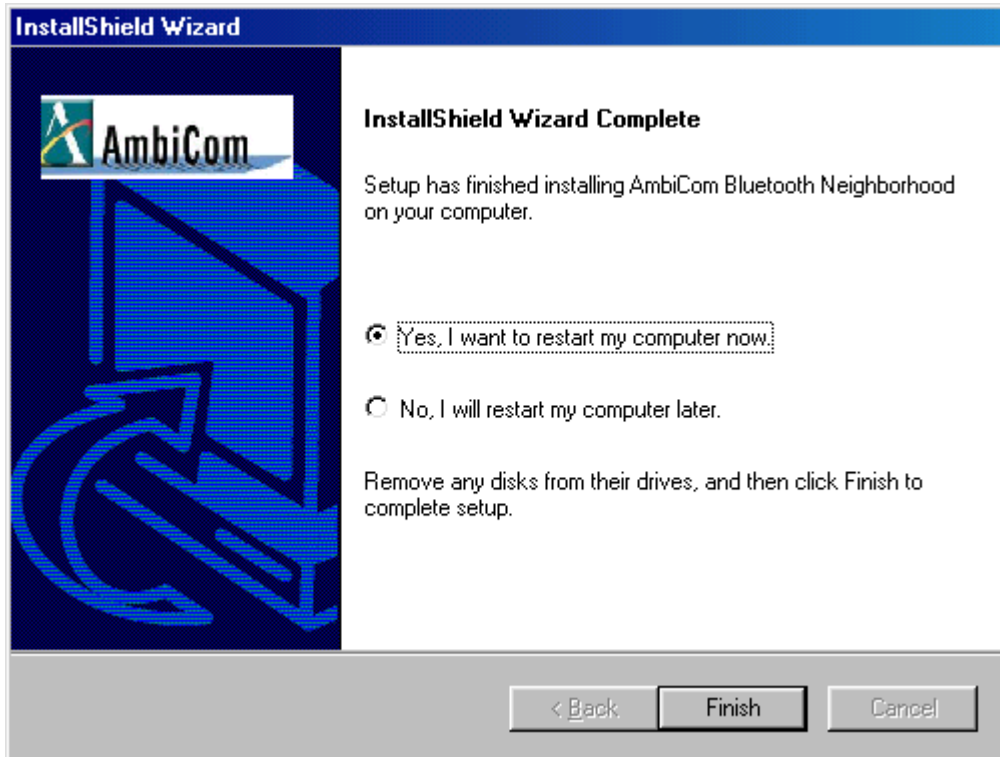 InstallShield Wizard
AmbiCom
InstallShield Wizard Complete
Setup has finished installing AmbiCom Bluetooth Neighborhood
on your computer.
Yes, I want to restart my computer now.
No, I will restart my computer later.
Remove any disks from their drives, and then click Finish to
complete setup.
< Back
Finish
Cancel